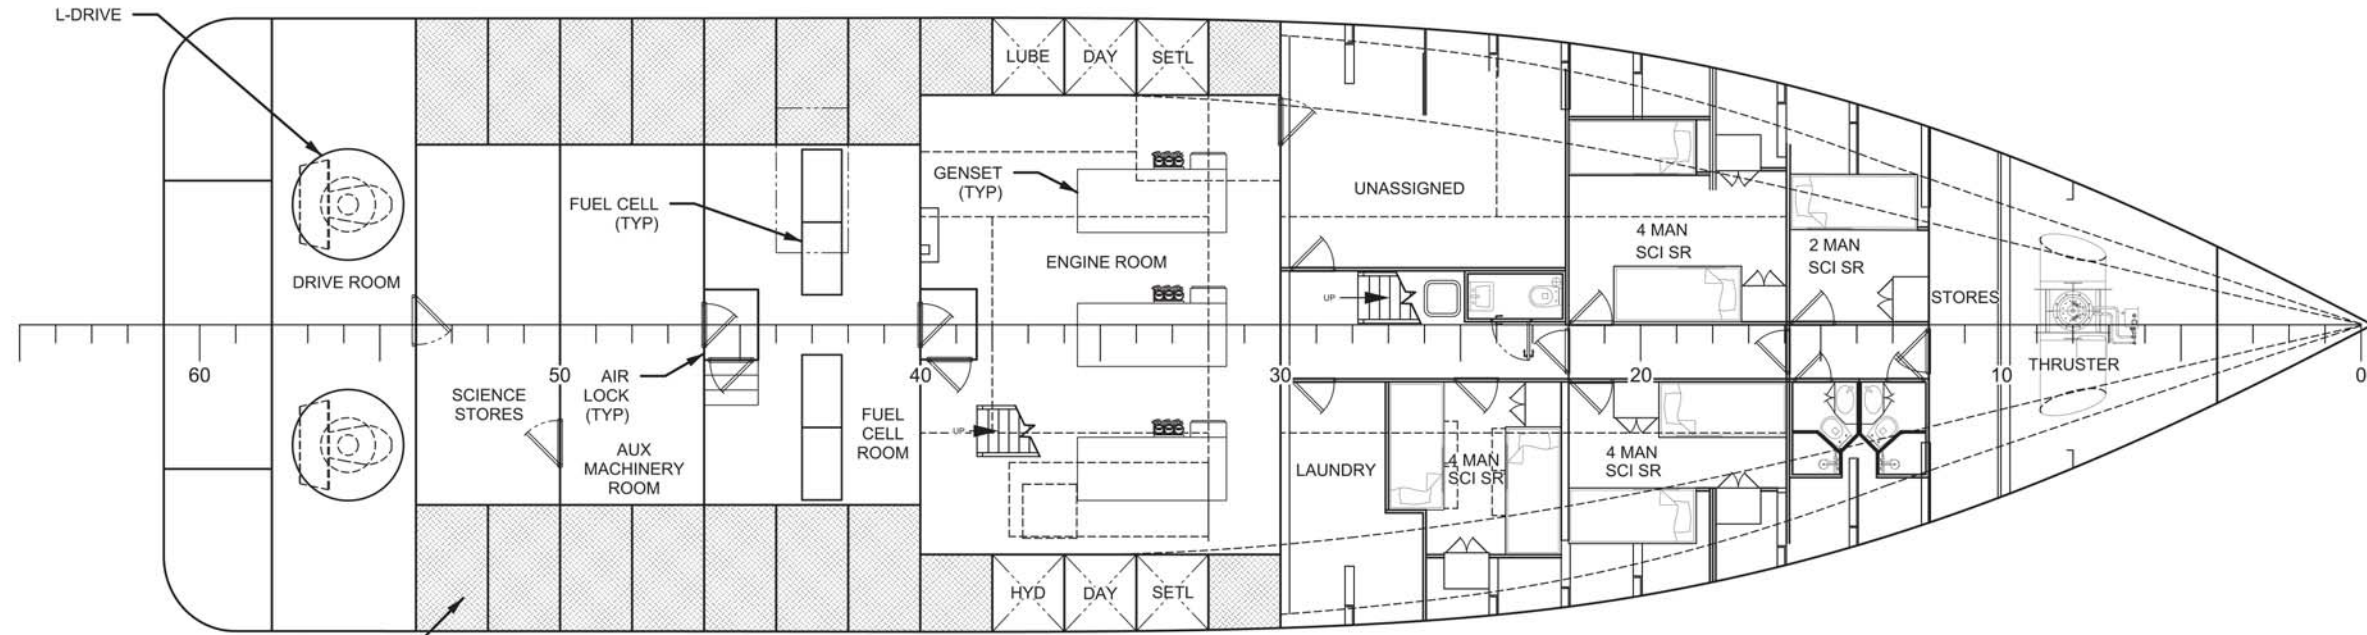 L-DRIVE
LUBE
DAY
SETL
GENSET
(TYP)
UNASSIGNED
FUEL CELL
(TYP)
4 MAN
SCI SR
2 MAN
SCI SR
ENGINE ROOM
DRIVE ROOM
UP
STORES
THRUSTER
60
50
40
30
20
10
0
AIR
LOCK
(TYP)
SCIENCE
STORES
FUEL
CELL
ROOM
UP
AUX
MACHINERY
ROOM
LAUNDRY
4 MAN
SCI SR
4 MAN
SCI SR
HYD
DAY
SETL